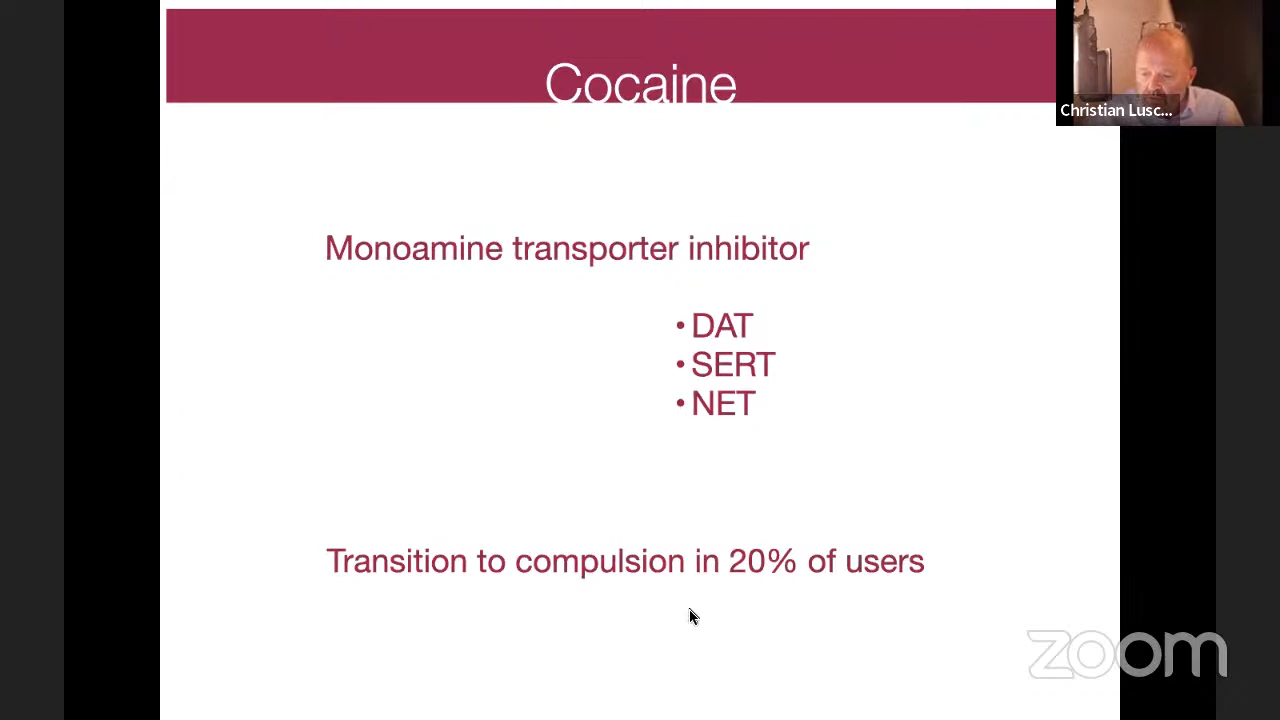 Cocaine
Christian Lusc...
Monoamine transporter inhibitor
• DAT
• SERT
• NET
Transition to compulsion in 20% of users
zoom